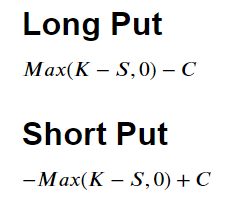 Long Put
Max(K − S, 0) − C
Short Put
−Max(K − S, 0) + C